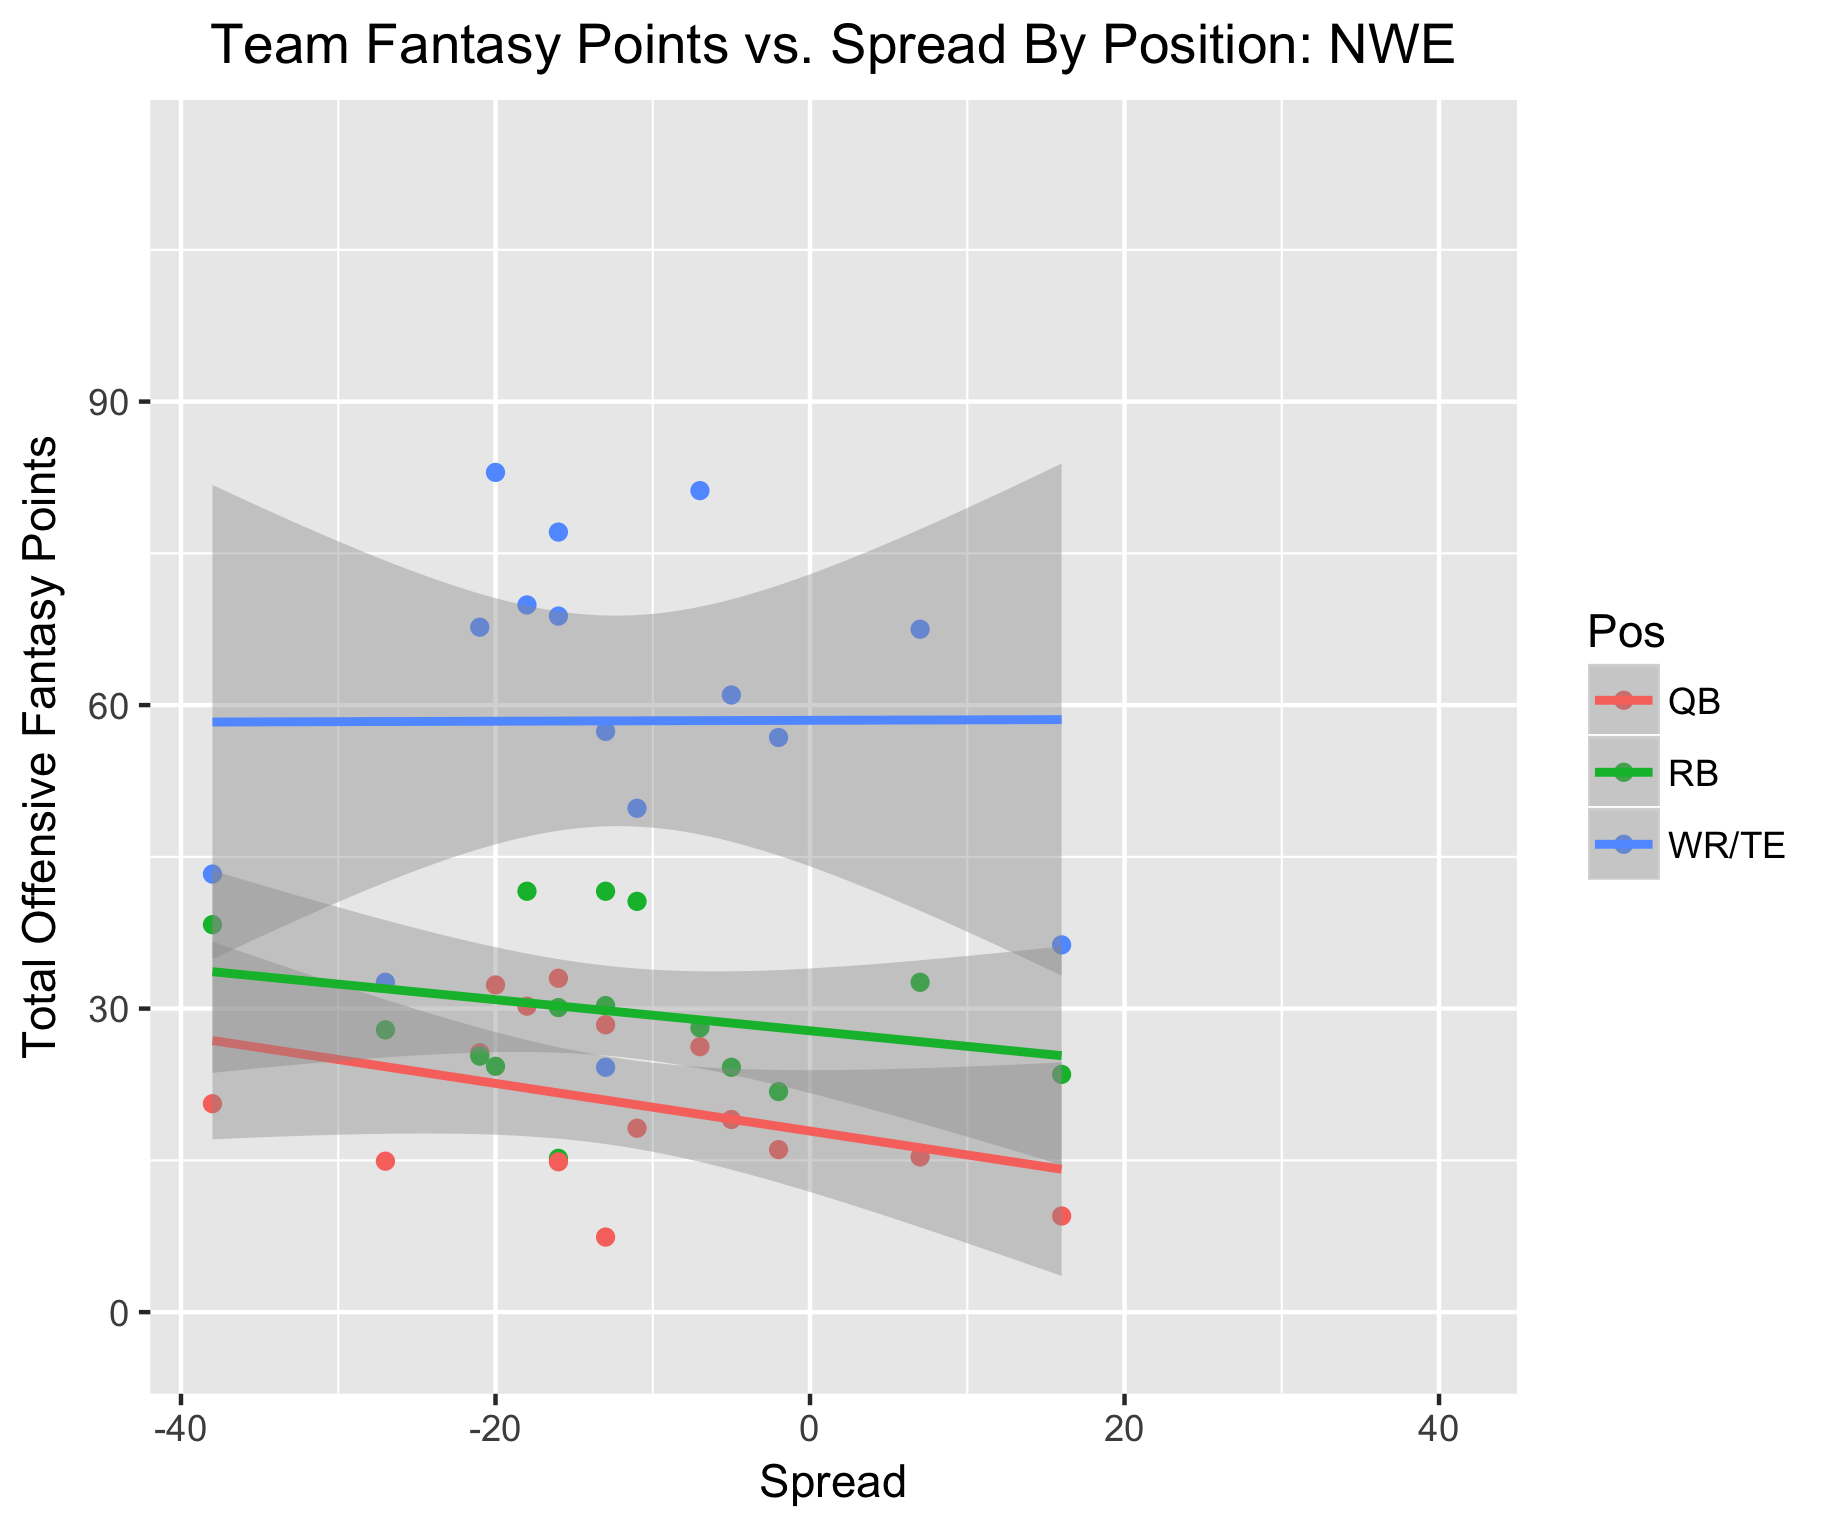 Team Fantasy Points vs. Spread By Position: NWE
Total Offensive Fantasy Points
90
60
30
0
-40
-20
0
20
40
Spread
Pos
QB
RB
WR/TE